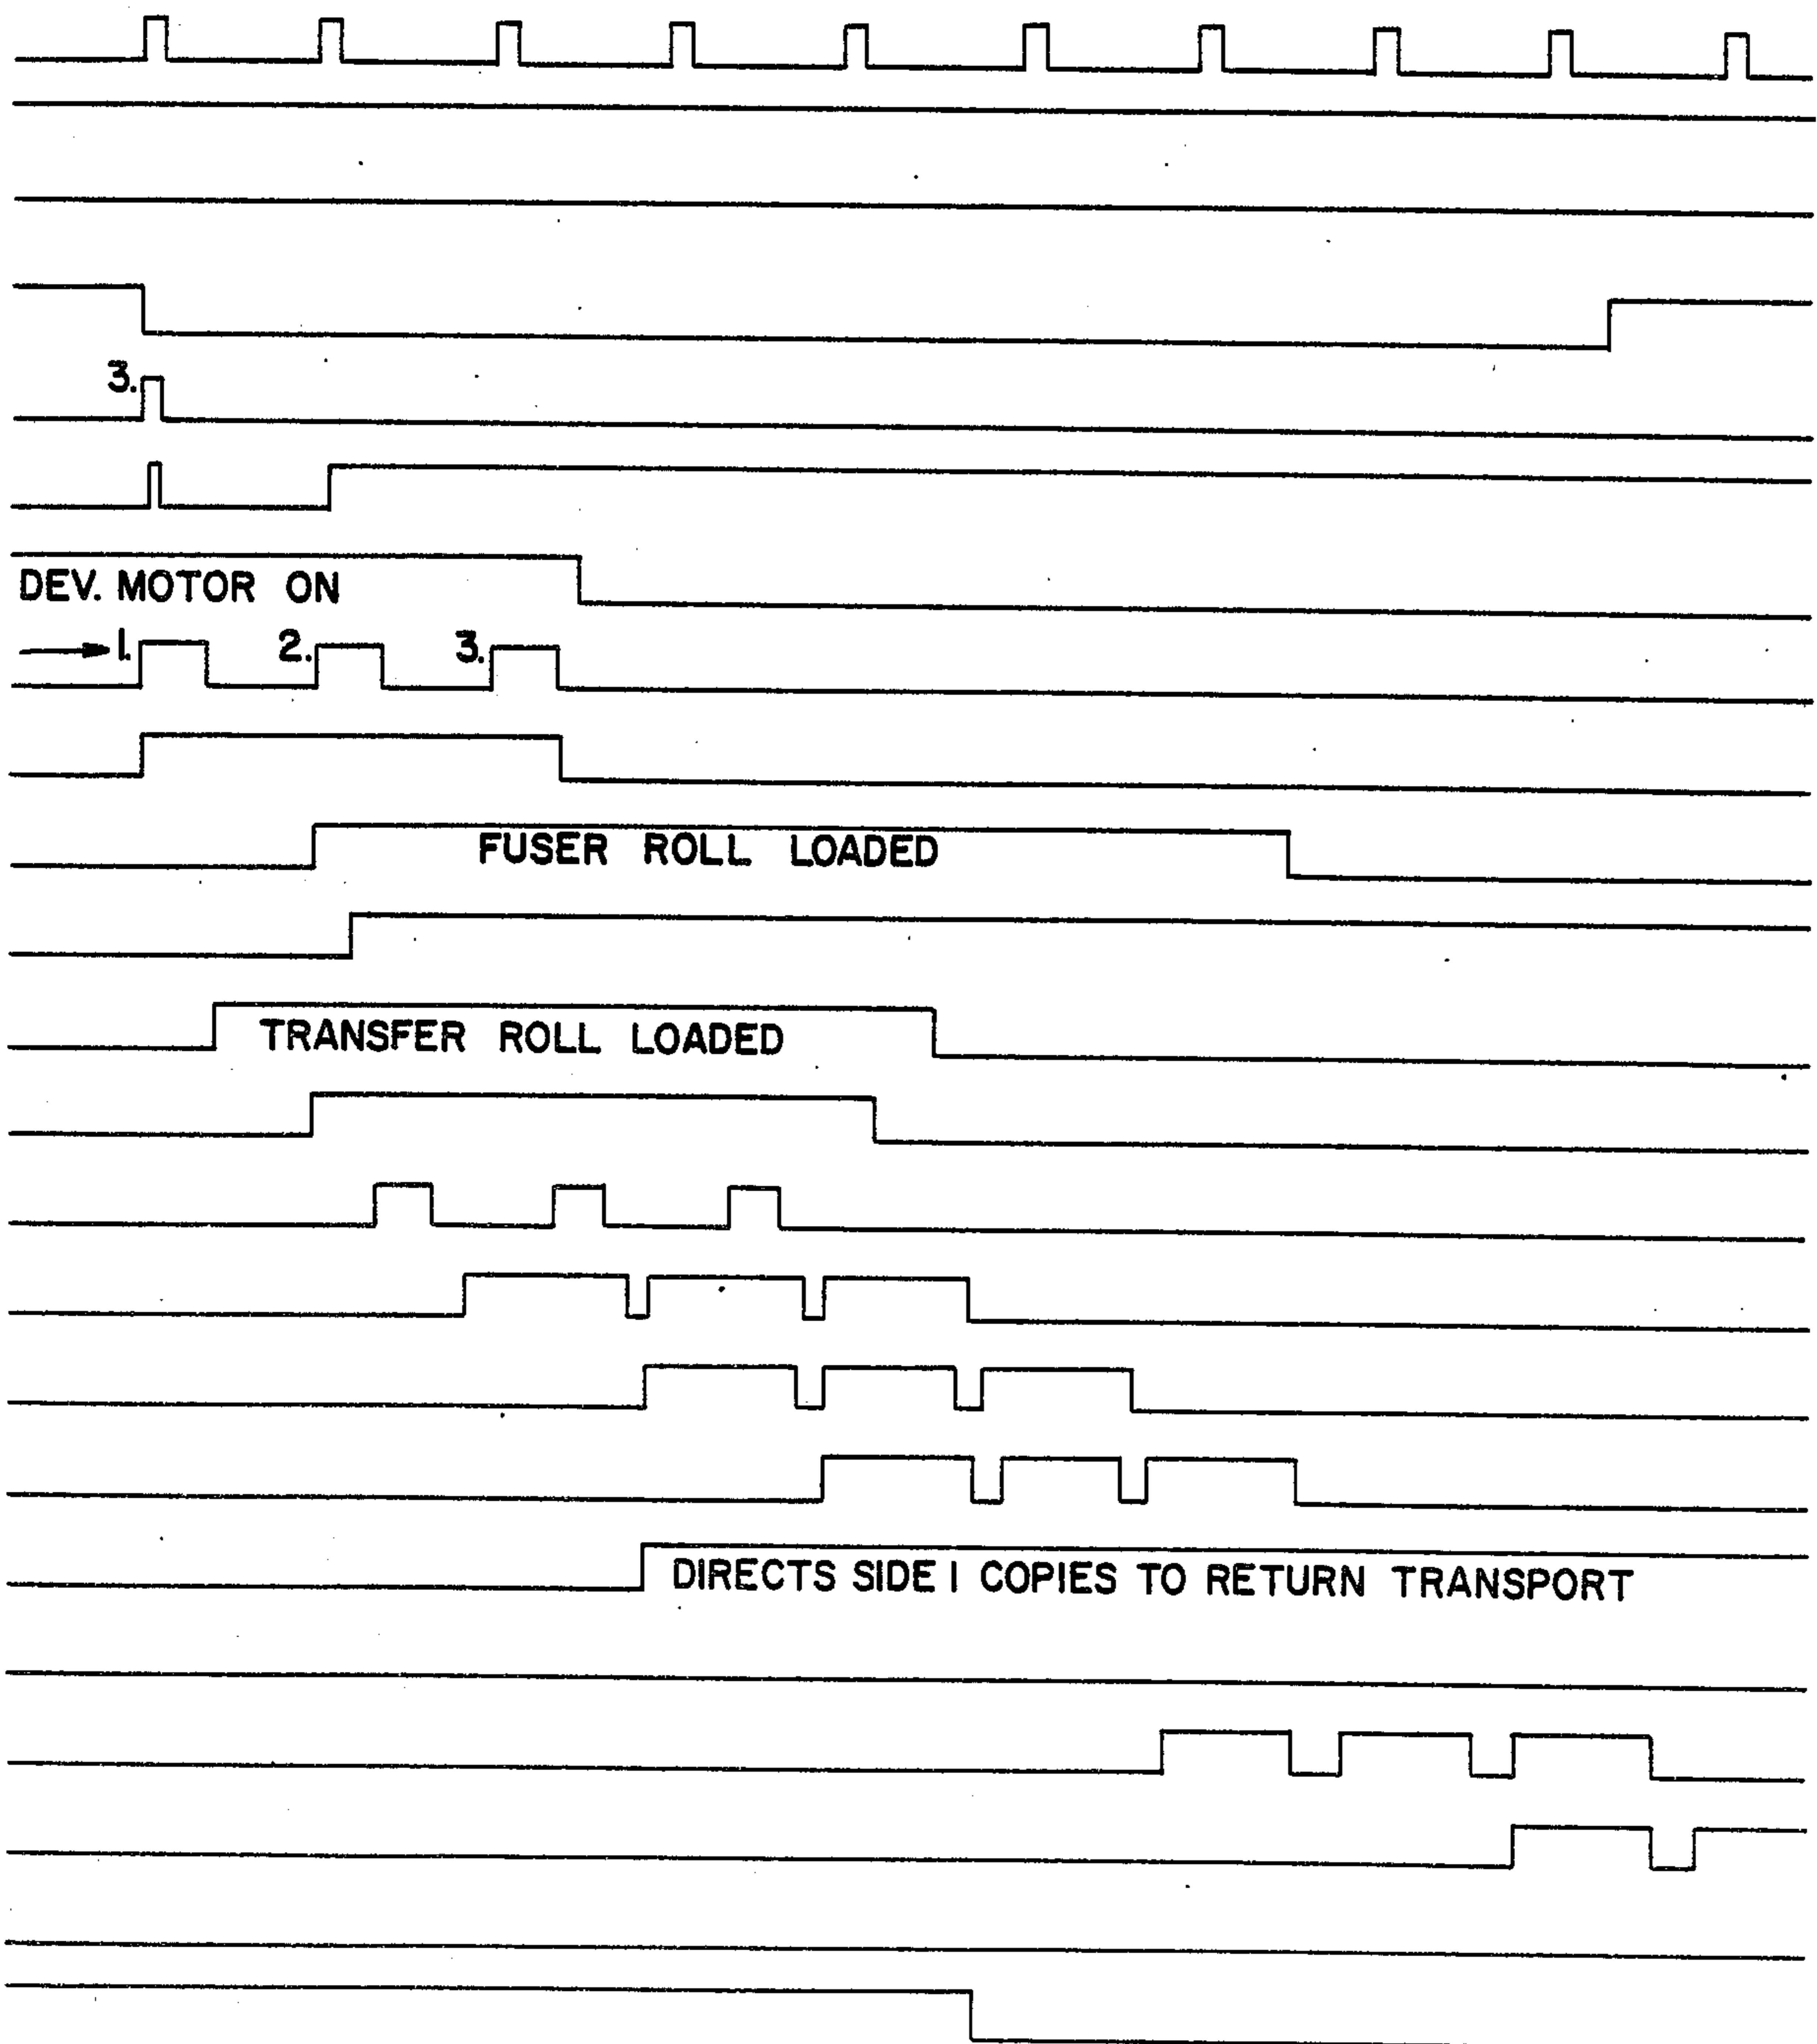 3.
DEV. MOTOR ON
1. 2. 3.
FUSER ROLL LOADED
TRANSFER ROLL LOADED
DIRECTS SIDE 1 COPIES TO RETURN TRANSPORT